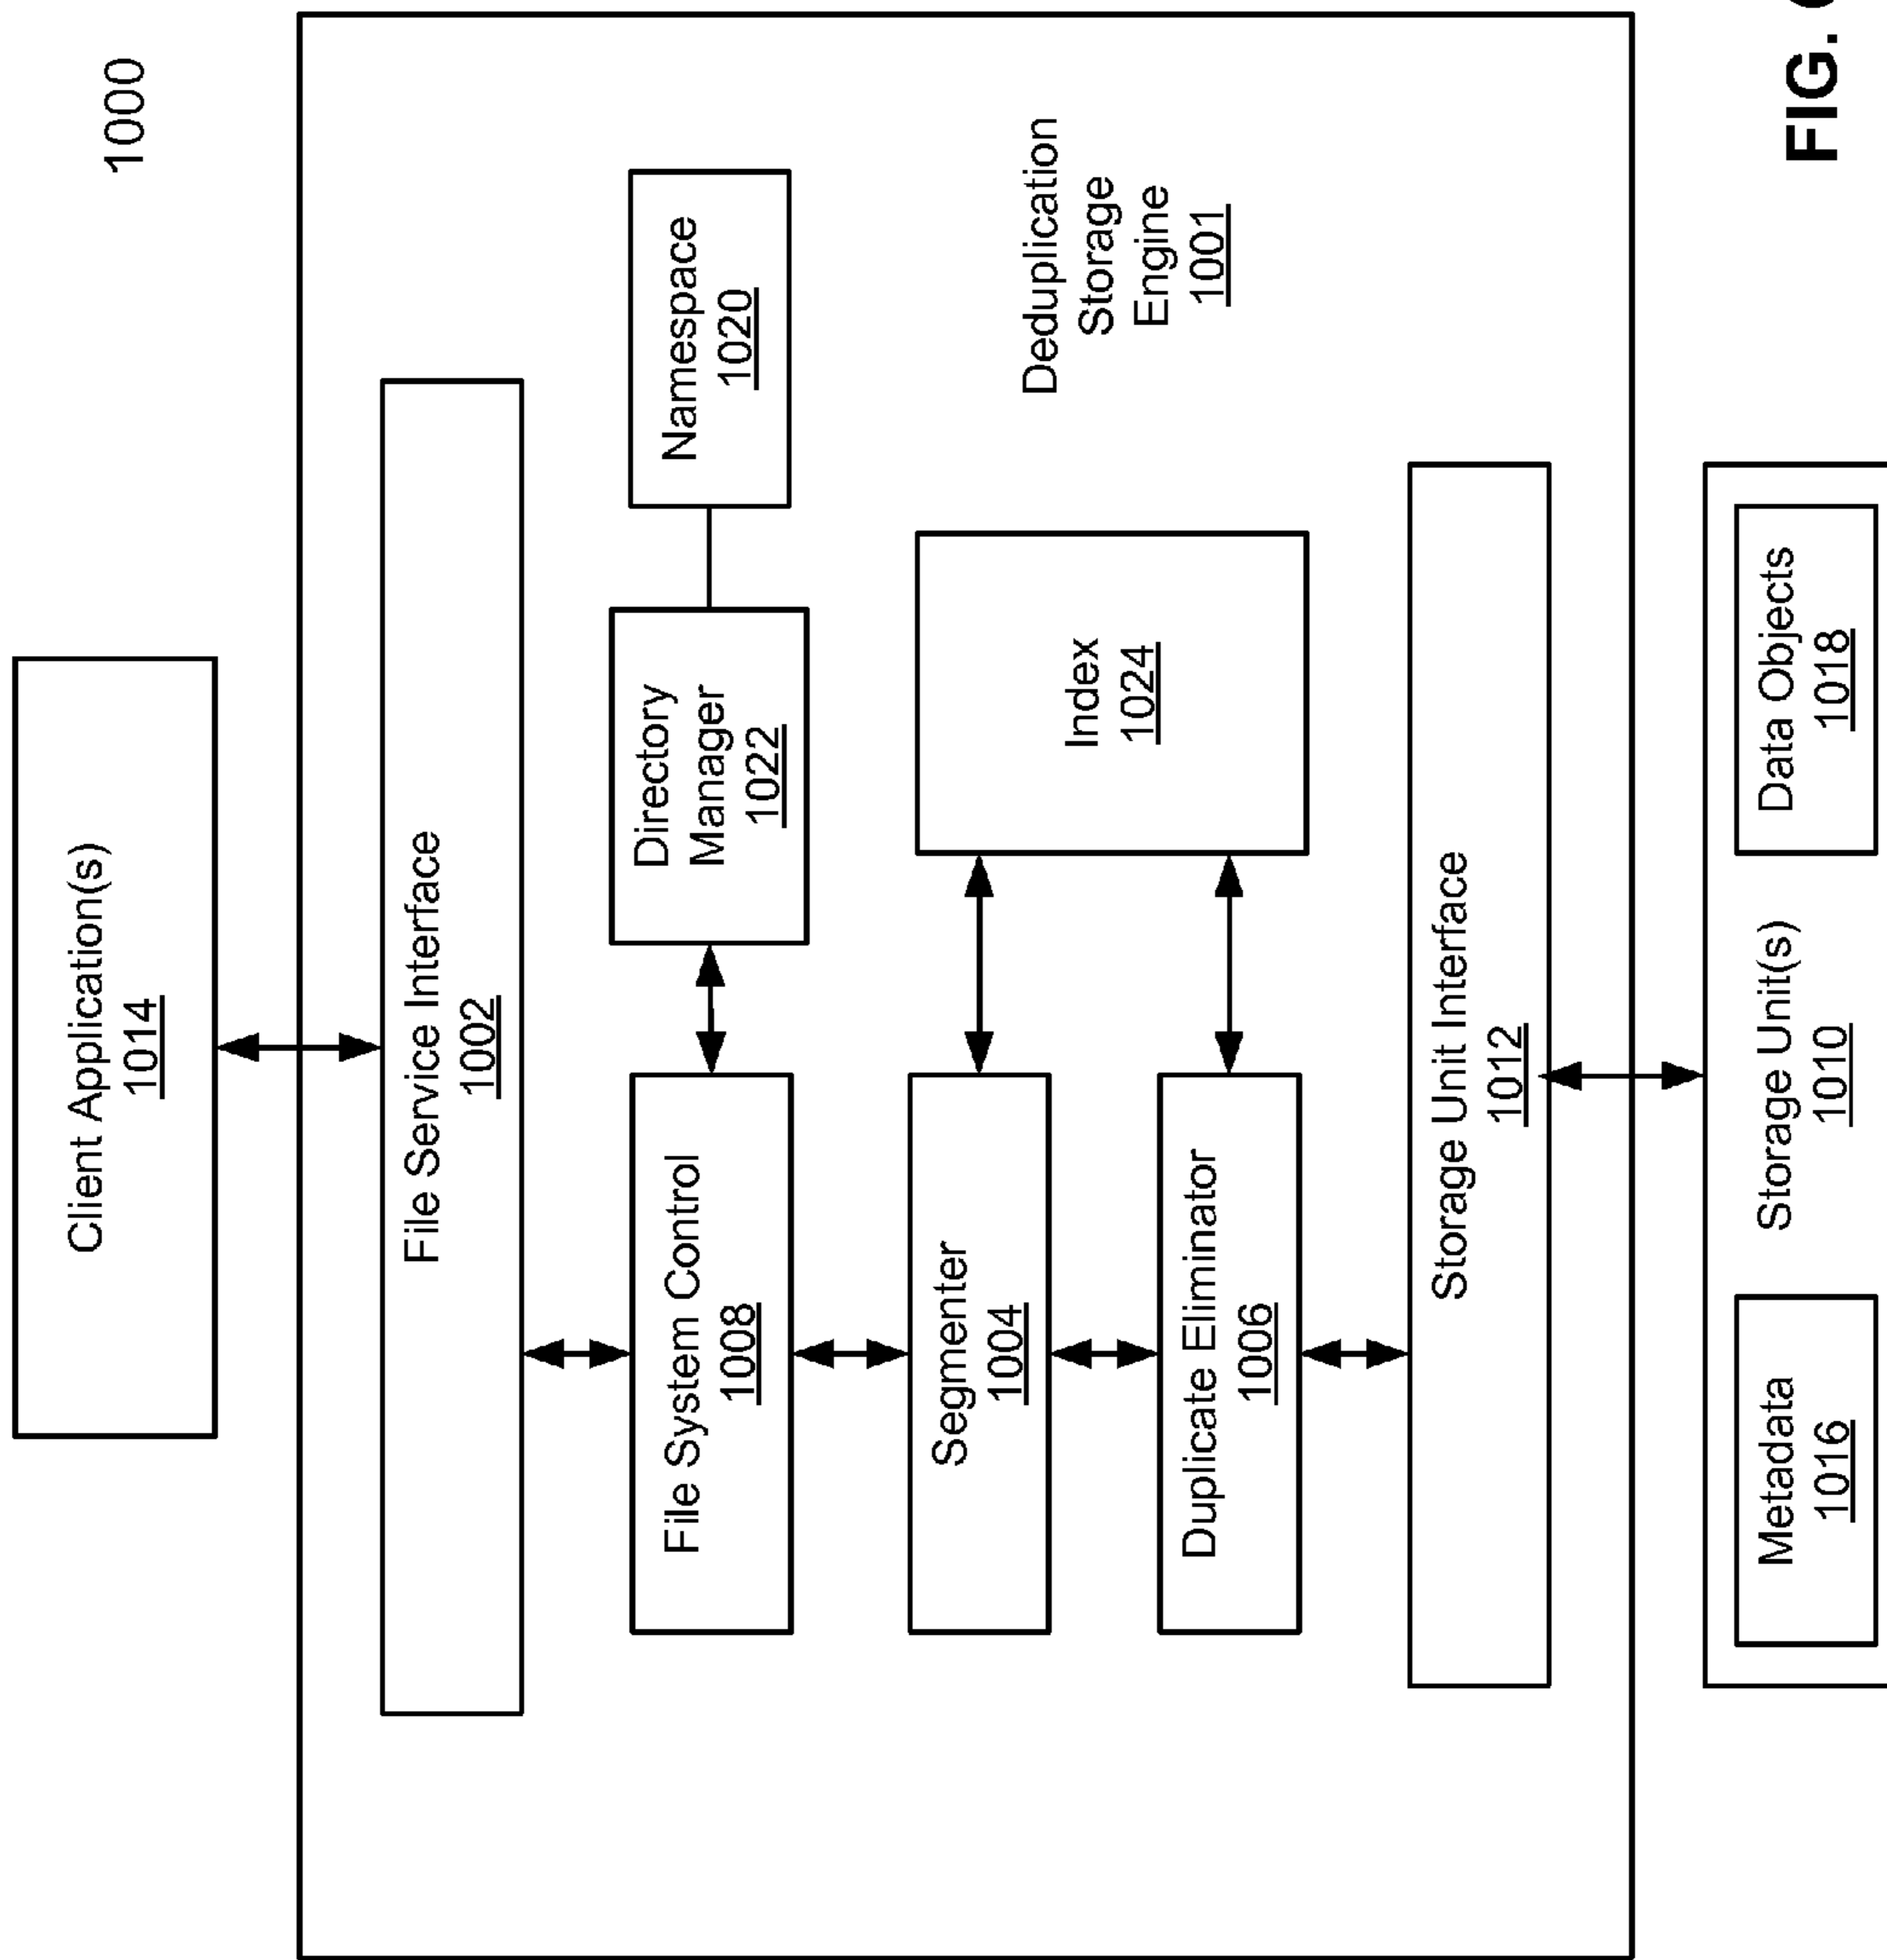 1000
Client Application(s)
1014
File Service Interface
1002
File System Control
1008
Directory
Manager
1022
Namespace
1020
Segmenter
1004
Index
1024
Duplicate Eliminator
1006
Deduplication
Storage
Engine
1001
Storage Unit Interface
1012
Metadata
1016
Storage Unit(s)
1010
Data Objects
1018
FIG.